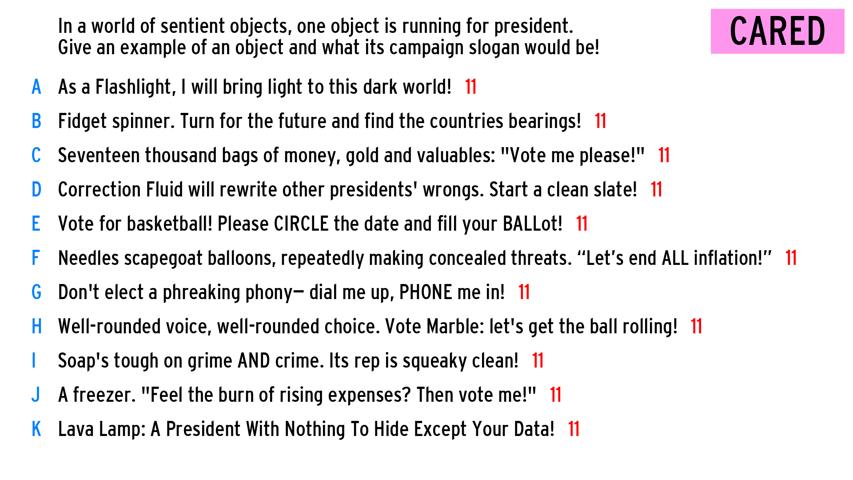 In a world of sentient objects, one object is running for president.
Give an example of an object and what its campaign slogan would be!
CARED
A As a Flashlight, I will bring light to this dark world! 11
B Fidget spinner. Turn for the future and find the countries bearings! 11
C Seventeen thousand bags of money, gold and valuables: "Vote me please!" 11
D Correction Fluid will rewrite other presidents' wrongs. Start a clean slate! 11
E Vote for basketball! Please CIRCLE the date and fill your BALLot! 11
F Needles scapegoat balloons, repeatedly making concealed threats. “Let’s end ALL inflation!” 11
G Don't elect a phreaking phony— dial me up, PHONE me in! 11
H Well-rounded voice, well-rounded choice. Vote Marble: let's get the ball rolling! 11
I Soap's tough on grime AND crime. Its rep is squeaky clean! 11
J A freezer. "Feel the burn of rising expenses? Then vote me!" 11
K Lava Lamp: A President With Nothing To Hide Except Your Data! 11